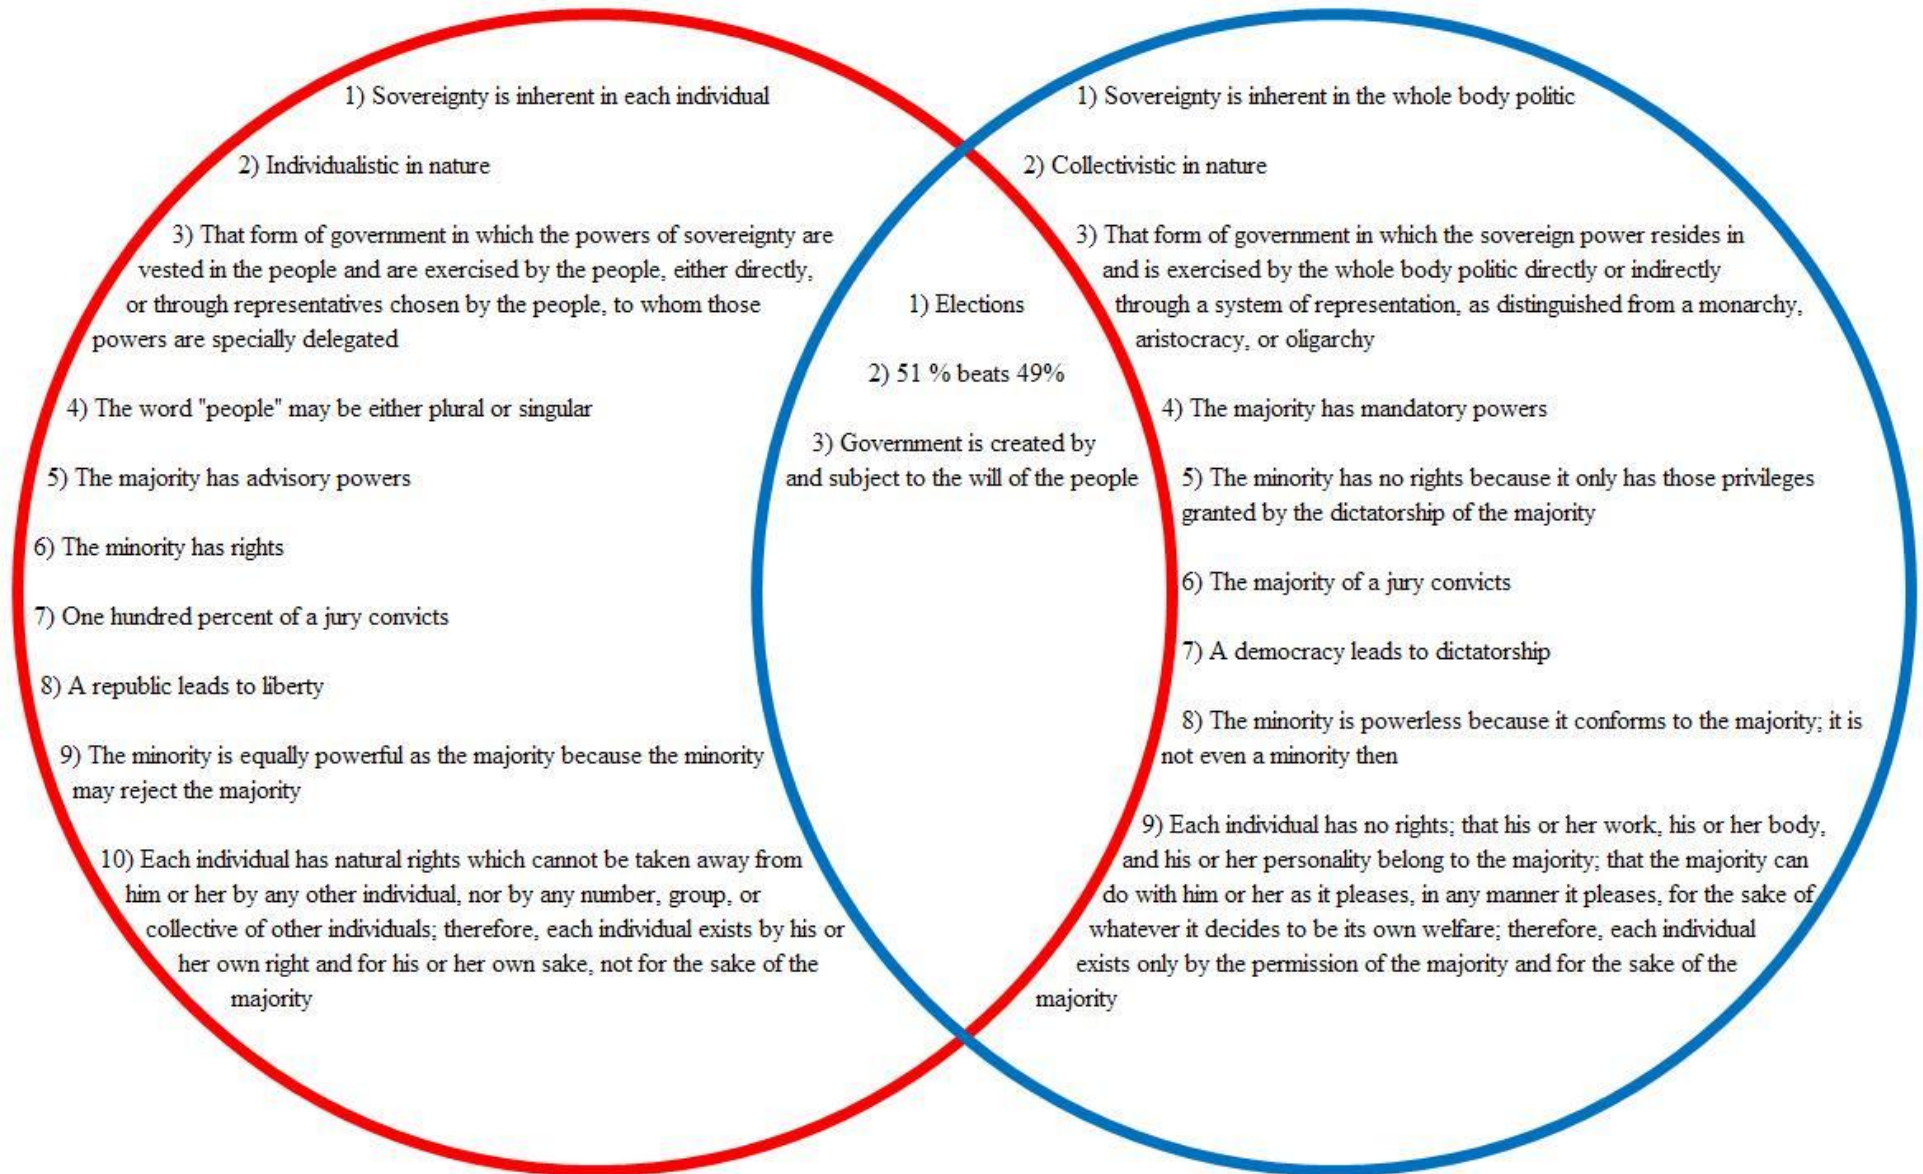 1) Sovereignty is inherent in each individual
2) Individualistic in nature
3) That form of government in which the powers of sovereignty are
vested in the people and are exercised by the people, either directly,
or through representatives chosen by the people, to whom those
powers are specially delegated
4) The word "people" may be either plural or singular
5) The majority has advisory powers
6) The minority has rights
7) One hundred percent of a jury convicts
8) A republic leads to liberty
9) The minority is equally powerful as the majority because the minority
may reject the majority
10) Each individual has natural rights which cannot be taken away from
him or her by any other individual, nor by any number, group, or
collective of other individuals; therefore, each individual exists by his or
her own right and for his or her own sake, not for the sake of the
majority
1) Elections
2) 51 % beats 49%
3) Government is created by
and subject to the will of the people
1) Sovereignty is inherent in the whole body politic
2) Collectivistic in nature
3) That form of government in which the sovereign power resides in
and is exercised by the whole body politic directly or indirectly
through a system of representation, as distinguished from a monarchy,
aristocracy, or oligarchy
4) The majority has mandatory powers
5) The minority has no rights because it only has those privileges
granted by the dictatorship of the majority
6) The majority of a jury convicts
7) A democracy leads to dictatorship
8) The minority is powerless because it conforms to the majority; it is
not even a minority then
9) Each individual has no rights; that his or her work, his or her body,
and his or her personality belong to the majority; that the majority can
do with him or her as it pleases, in any manner it pleases, for the sake of
whatever it decides to be its own welfare; therefore, each individual
exists only by the permission of the majority and for the sake of the
majority